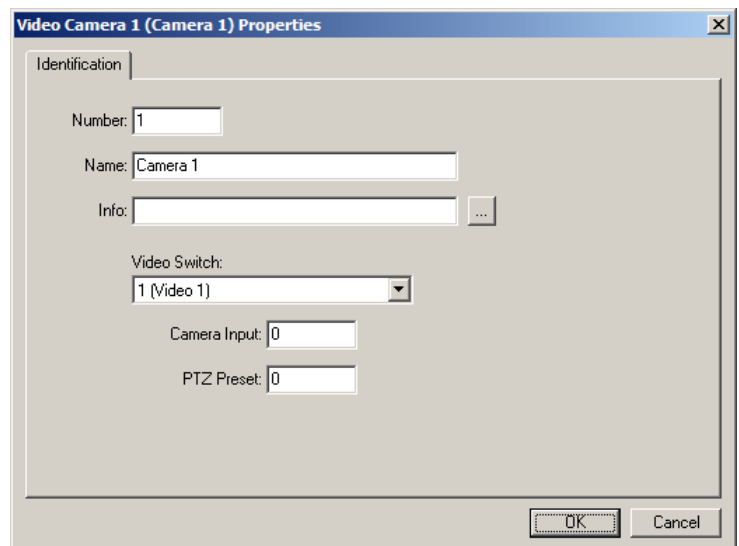 Video Camera 1 (Camera 1) Properties
Identification
Number: 1
Name: Camera 1
Info: ...
Video Switch:
1 (Video 1)
Camera Input: 0
PTZ Preset: 0
OK Cancel